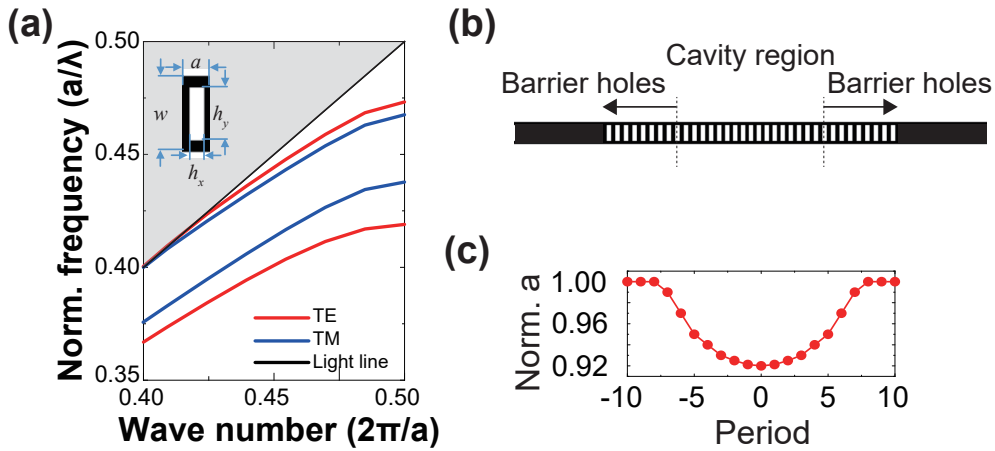 (a)
Norm. frequency (a/λ)
0.50
0.45
0.40
0.35
a
w
h_y
h_x
TE
TM
Light line
0.40
0.45
0.50
Wave number (2π/a)
(b)
Cavity region
Barrier holes
Barrier holes
(c)
Norm. a
1.00
0.96
0.92
-10
-5
0
5
10
Period